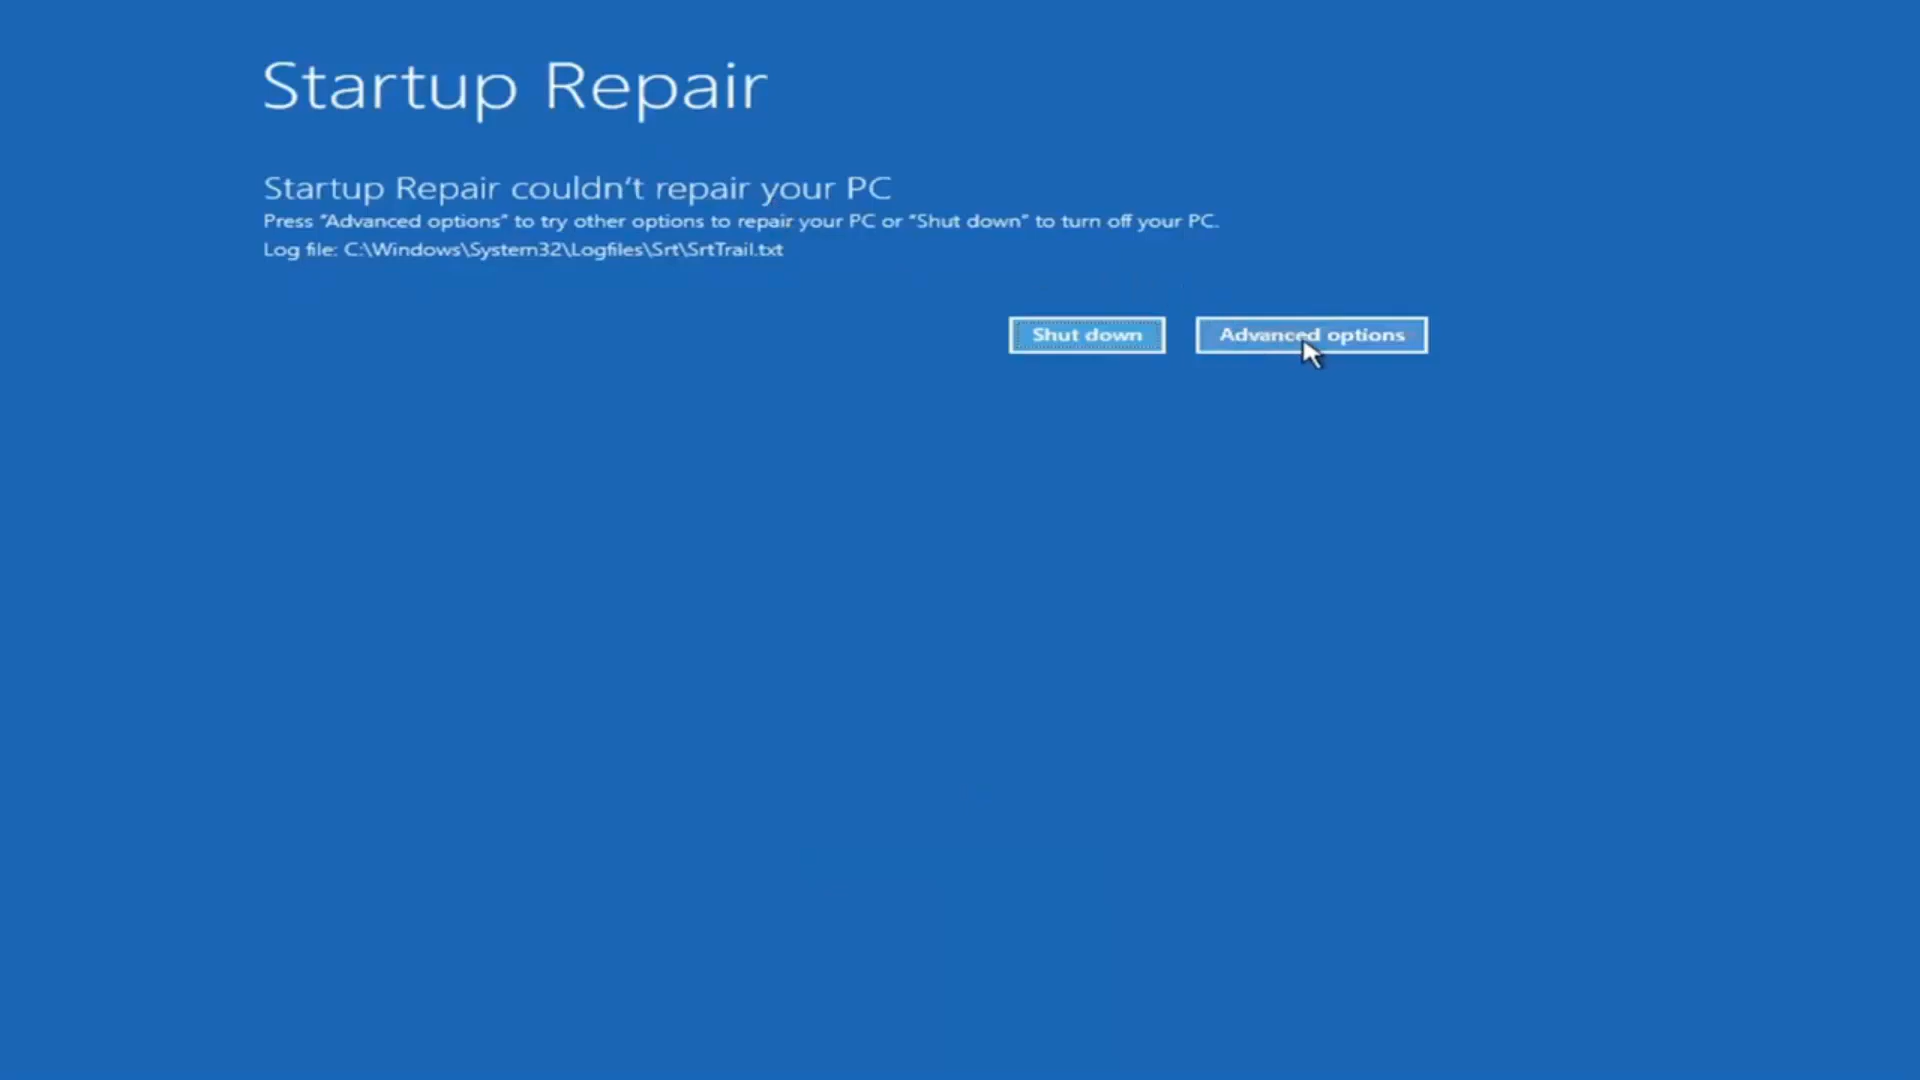 Startup Repair
Startup Repair couldn't repair your PC
Press "Advanced options" to try other options to repair your PC or "Shut down" to turn off your PC.
Log file: C:\Windows\System32\Logfiles\Srt\SrtTrail.txt
Shut down
Advanced options